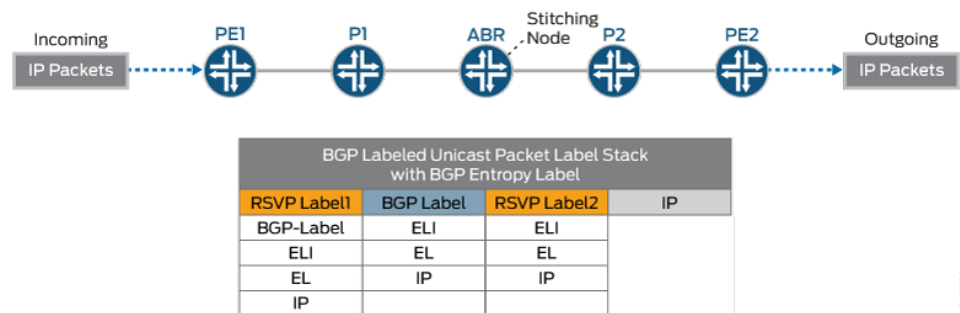 Incoming
IP Packets
PE1
P1
ABR
Stitching
Node
P2
PE2
Outgoing
IP Packets
BGP Labeled Unicast Packet Label Stack
with BGP Entropy Label
RSVP Label1 BGP Label RSVP Label2 IP
BGP-Label ELI ELI
ELI EL EL
EL IP IP
IP